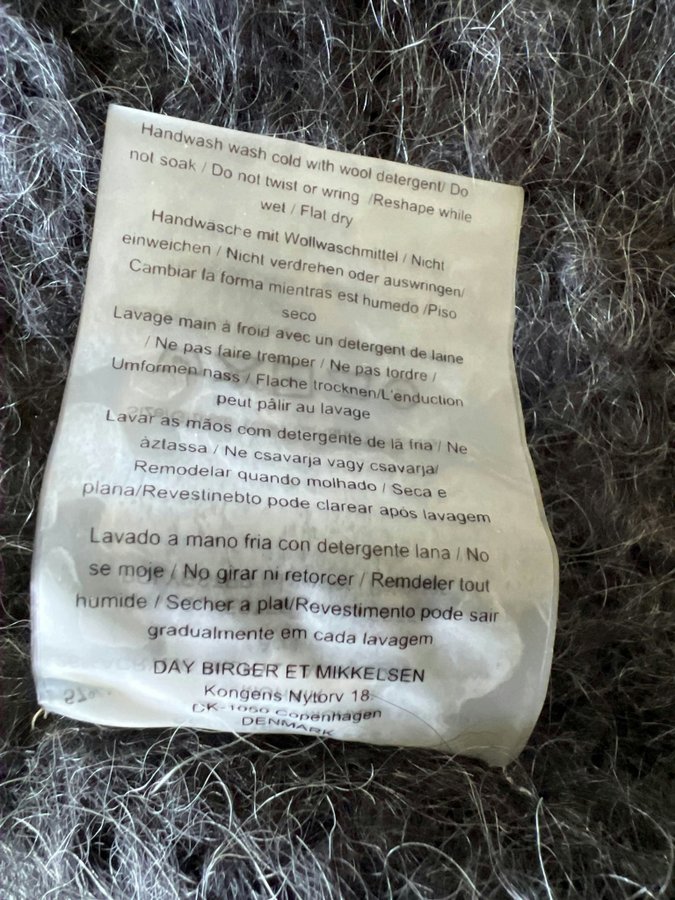 Handwash wash cold with wool detergent/ Do
not soak / Do not twist or wring /Reshape while
wet / Flat dry
Handwäsche mit Wollwaschmittel / Nicht
einweichen / Nicht verdrehen oder auswringen/
Cambiar la forma mientras est humedo /Piso
seco
Lavage main à froid avec un detergent de laine
/ Ne pas faire tremper / Ne pas tordre /
Umformen nass / Flache trocknen/L'enduction
peut pâlir au lavage
Lavar as mãos com detergente de lã fria / Ne
àztassa / Ne csavarja vagy csavarja/
Remodelar quando molhado / Seca e
plana/Revestinebto pode clarear após lavagem
Lavado a mano fria con detergente lana / No
se moje / No girar ni retorcer / Remdeler tout
humide / Secher a plat/Revestimento pode sair
gradualmente em cada lavagem
DAY BIRGER ET MIKKELSEN
Kongens Nytorv 18
DK-1050 Copenhagen
DENMARK